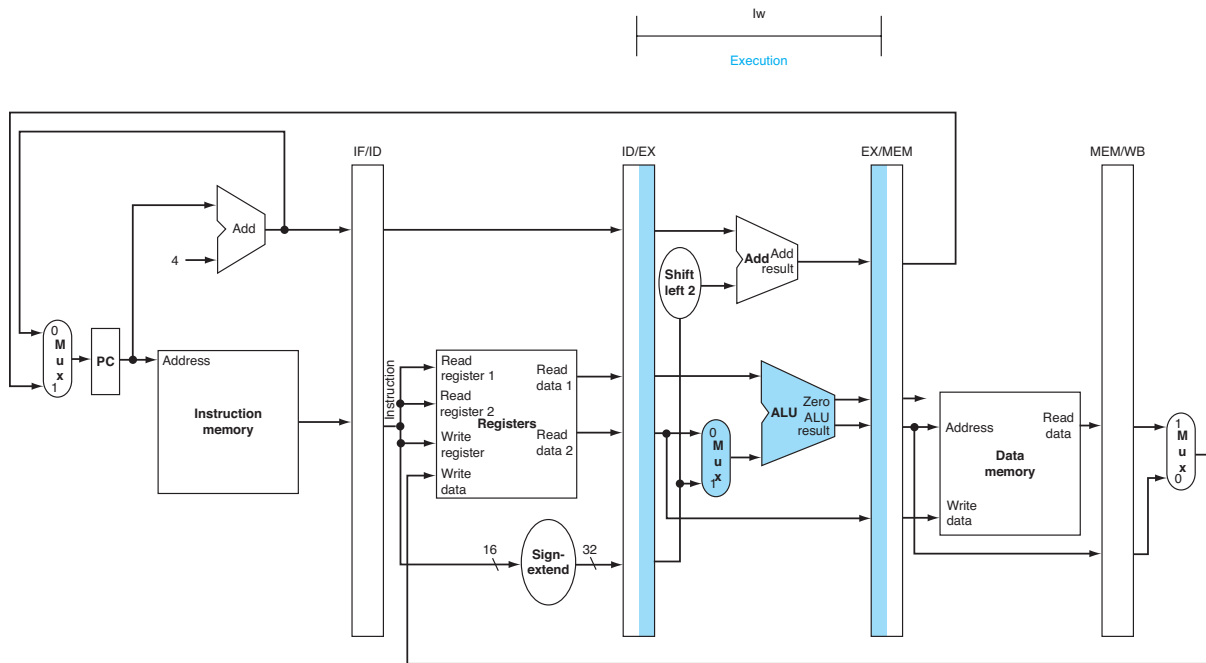 lw
Execution
IF/ID
ID/EX
EX/MEM
MEM/WB
Add
4
Shift
left 2
Add
Add
result
0
M
u
x
1
PC
Address
Instruction
memory
Instruction
Read
register 1
Read
register 2
Registers
Write
register
Write
data
Read
data 1
Read
data 2
16
Sign-
extend
32
0
M
u
x
1
ALU
Zero
ALU
result
Address
Read
data
Data
memory
Write
data
1
M
u
x
0